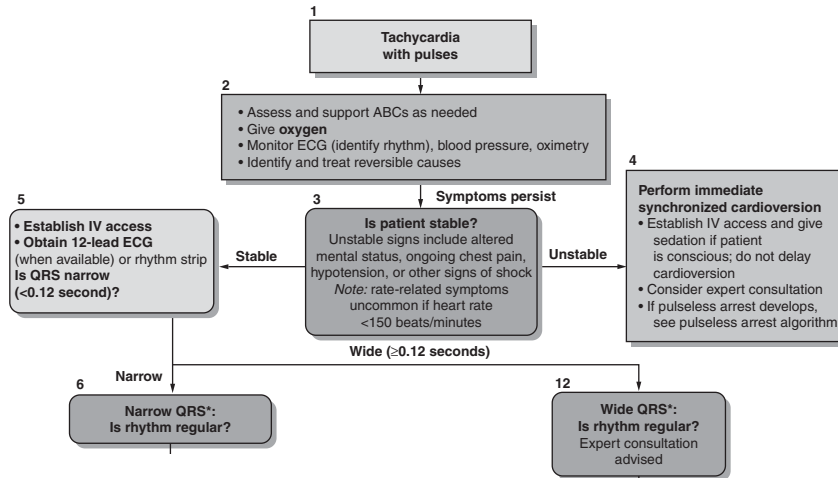 1
Tachycardia
with pulses
2
• Assess and support ABCs as needed
• Give oxygen
• Monitor ECG (identify rhythm), blood pressure, oximetry
• Identify and treat reversible causes
Symptoms persist
3
Is patient stable?
Unstable signs include altered
mental status, ongoing chest pain,
hypotension, or other signs of shock
Note: rate-related symptoms
uncommon if heart rate
<150 beats/minutes
Unstable
4
Perform immediate
synchronized cardioversion
• Establish IV access and give
sedation if patient
is conscious; do not delay
cardioversion
• Consider expert consultation
• If pulseless arrest develops,
see pulseless arrest algorithm
Stable
5
• Establish IV access
• Obtain 12-lead ECG
(when available) or rhythm strip
Is QRS narrow
(<0.12 second)?
Wide (≥0.12 seconds)
Narrow
6
Narrow QRS*:
Is rhythm regular?
12
Wide QRS*:
Is rhythm regular?
Expert consultation
advised